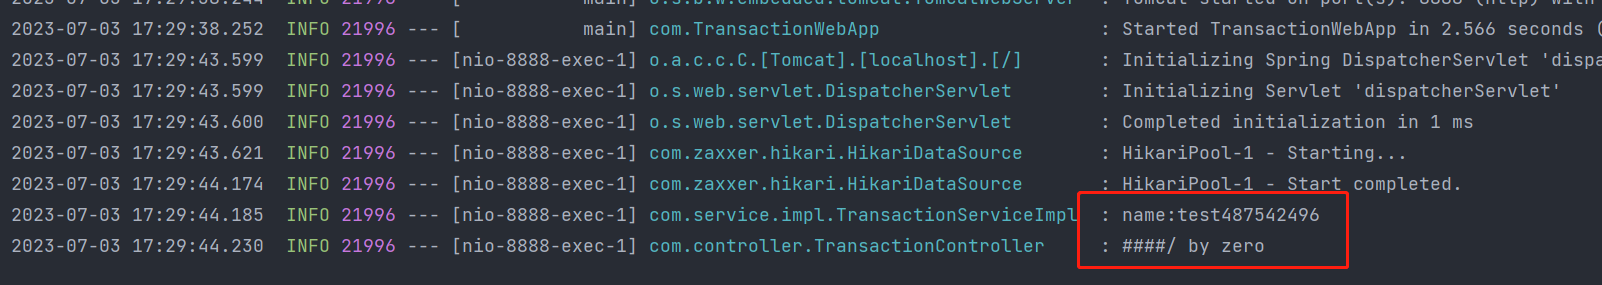 2023-07-03 17:29:38.244  INFO 21996 --- [           main] o.s.b.w.embedded.tomcat.TomcatWebServer  : Tomcat started on port(s): 8888 (http) with
2023-07-03 17:29:38.252  INFO 21996 --- [           main] com.TransactionWebApp                    : Started TransactionWebApp in 2.566 seconds (
2023-07-03 17:29:43.599  INFO 21996 --- [nio-8888-exec-1] o.a.c.c.C.[Tomcat].[localhost].[/]       : Initializing Spring DispatcherServlet 'dispa
2023-07-03 17:29:43.599  INFO 21996 --- [nio-8888-exec-1] o.s.web.servlet.DispatcherServlet        : Initializing Servlet 'dispatcherServlet'
2023-07-03 17:29:43.600  INFO 21996 --- [nio-8888-exec-1] o.s.web.servlet.DispatcherServlet        : Completed initialization in 1 ms
2023-07-03 17:29:43.621  INFO 21996 --- [nio-8888-exec-1] com.zaxxer.hikari.HikariDataSource       : HikariPool-1 - Starting...
2023-07-03 17:29:44.174  INFO 21996 --- [nio-8888-exec-1] com.zaxxer.hikari.HikariDataSource       : HikariPool-1 - Start completed.
2023-07-03 17:29:44.185  INFO 21996 --- [nio-8888-exec-1] com.service.impl.TransactionServiceImpl  : name:test487542496
2023-07-03 17:29:44.230  INFO 21996 --- [nio-8888-exec-1] com.controller.TransactionController     : ####/ by zero